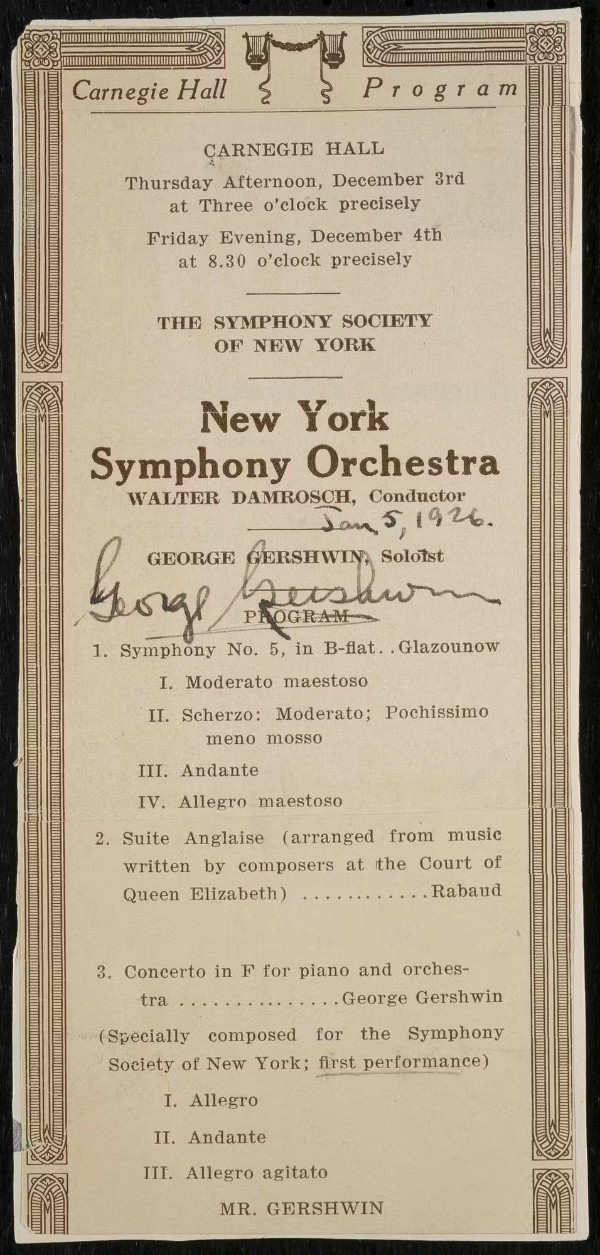 Carnegie Hall Program
CARNEGIE HALL
Thursday Afternoon, December 3rd
at Three o'clock precisely
Friday Evening, December 4th
at 8.30 o'clock precisely
THE SYMPHONY SOCIETY
OF NEW YORK
New York
Symphony Orchestra
WALTER DAMROSCH, Conductor
Jan 5, 1926.
GEORGE GERSHWIN, Soloist
George Gershwin
PROGRAM
1. Symphony No. 5, in B-flat..Glazounow
I. Moderato maestoso
II. Scherzo: Moderato; Pochissimo
meno mosso
III. Andante
IV. Allegro maestoso
2. Suite Anglaise (arranged from music
written by composers at the Court of
Queen Elizabeth) ............Rabaud
3. Concerto in F for piano and orches-
tra ...............George Gershwin
(Specially composed for the Symphony
Society of New York; first performance)
I. Allegro
II. Andante
III. Allegro agitato
MR. GERSHWIN